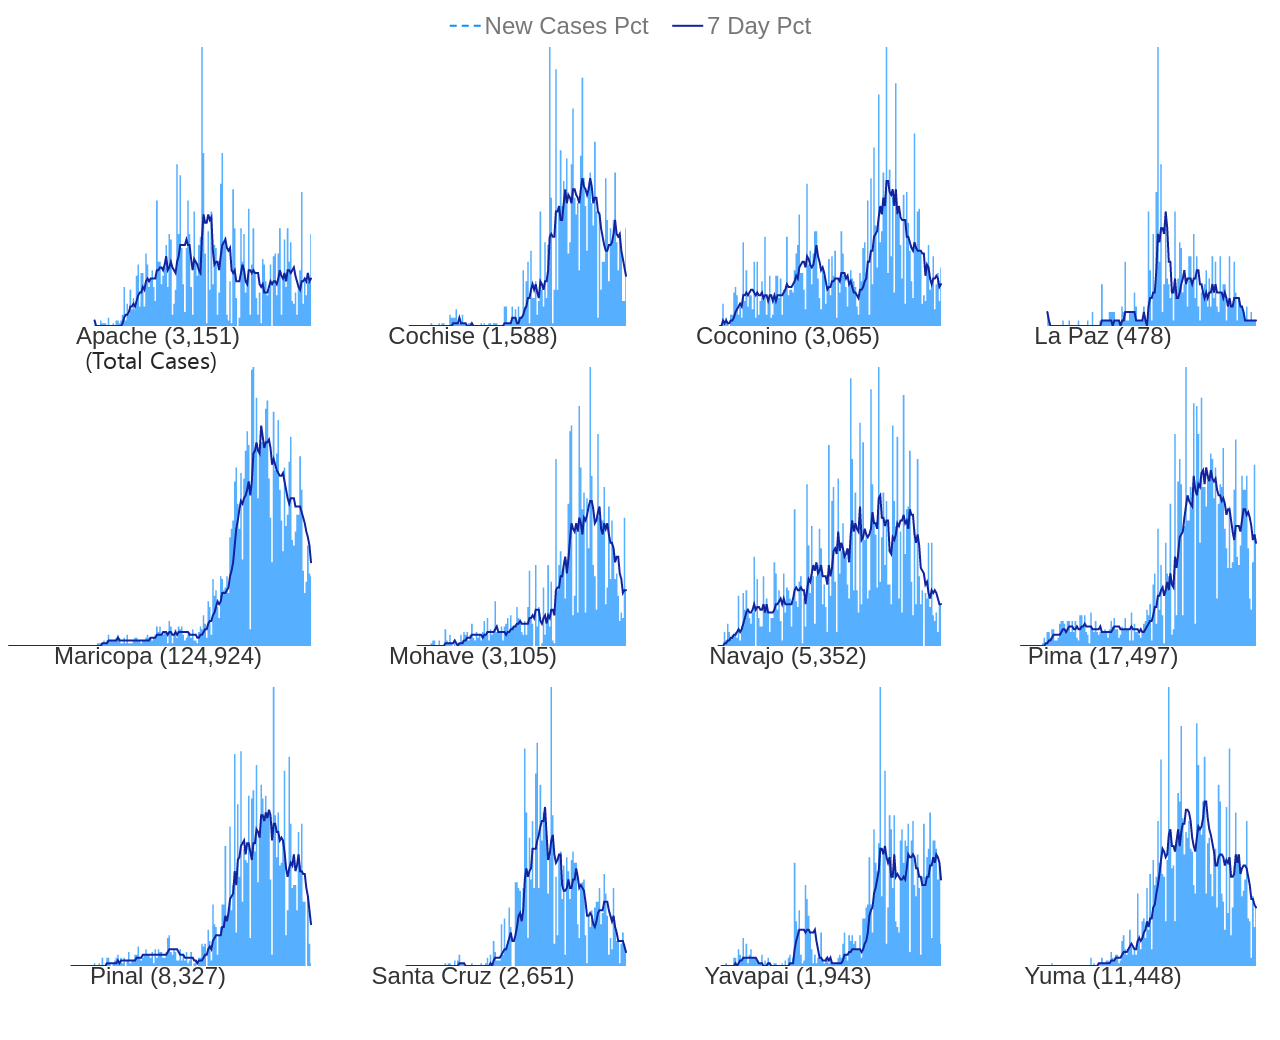 New Cases Pct 7 Day Pct
Apache (3,151) Cochise (1,588) Coconino (3,065) La Paz (478)
(Total Cases)
Maricopa (124,924) Mohave (3,105) Navajo (5,352) Pima (17,497)
Pinal (8,327) Santa Cruz (2,651) Yavapai (1,943) Yuma (11,448)